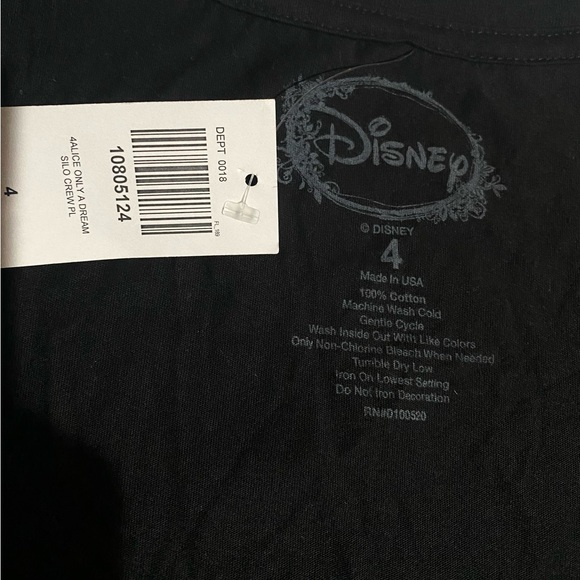 DEPT 0018
10805124
4ALICE ONLY A DREAM
SILO CREW PL
FL 169
4
Disney
© DISNEY
4
Made In USA
100% Cotton
Machine Wash Cold
Gentle Cycle
Wash Inside Out With Like Colors
Only Non-Chlorine Bleach When Needed
Tumble Dry Low
Iron On Lowest Setting
Do Not Iron Decoration
RN#0100520